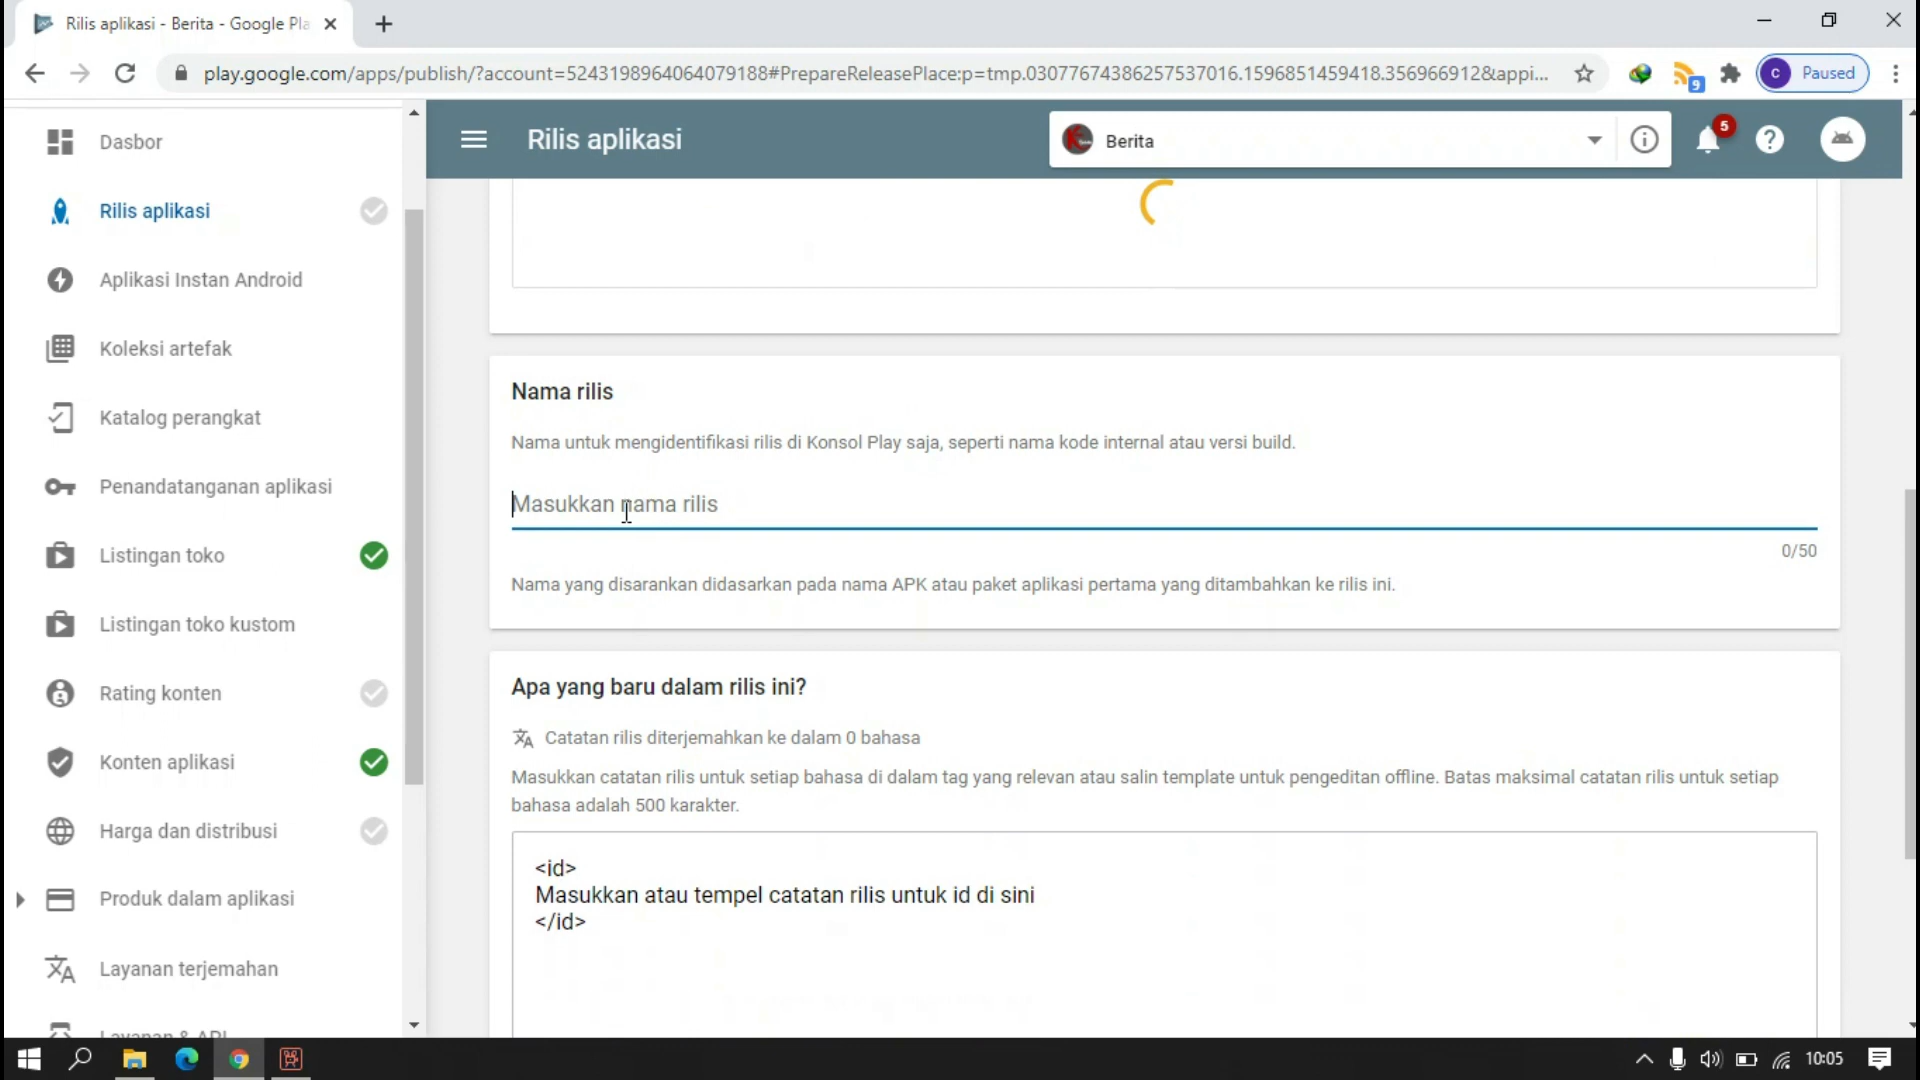 Rilis aplikasi - Berita - Google Pla
play.google.com/apps/publish/?account=5243198964064079188#PrepareReleasePlace:p=tmp.03077674386257537016.1596851459418.356966912&appi...
9
C
Paused
Dasbor
Rilis aplikasi
Aplikasi Instan Android
Koleksi artefak
Katalog perangkat
Penandatanganan aplikasi
Listingan toko
Listingan toko kustom
Rating konten
Konten aplikasi
Harga dan distribusi
Produk dalam aplikasi
Layanan terjemahan
Layanan & API
Rilis aplikasi
Berita
5
Nama rilis
Nama untuk mengidentifikasi rilis di Konsol Play saja, seperti nama kode internal atau versi build.
Masukkan nama rilis
0/50
Nama yang disarankan didasarkan pada nama APK atau paket aplikasi pertama yang ditambahkan ke rilis ini.
Apa yang baru dalam rilis ini?
Catatan rilis diterjemahkan ke dalam 0 bahasa
Masukkan catatan rilis untuk setiap bahasa di dalam tag yang relevan atau salin template untuk pengeditan offline. Batas maksimal catatan rilis untuk setiap
bahasa adalah 500 karakter.
<id>
Masukkan atau tempel catatan rilis untuk id di sini
</id>
10:05